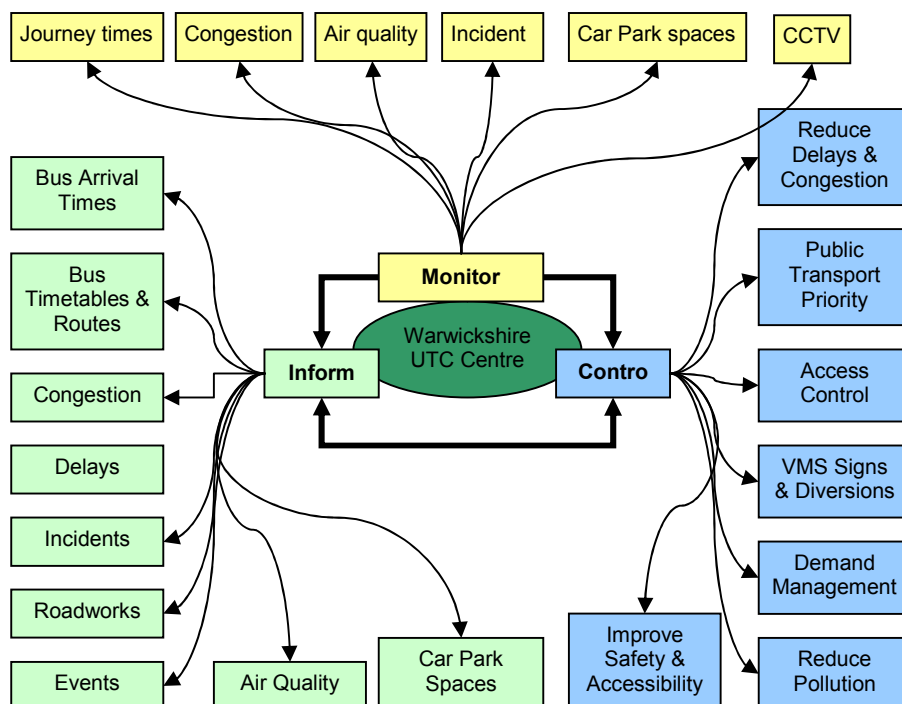 Journey times
Congestion
Air quality
Incident
Car Park spaces
CCTV
Reduce
Delays &
Congestion
Bus Arrival
Times
Public
Transport
Priority
Bus
Timetables &
Routes
Monitor
Warwickshire
UTC Centre
Inform
Contro
Access
Control
Congestion
Delays
VMS Signs
& Diversions
Incidents
Demand
Management
Roadworks
Improve
Safety &
Accessibility
Car Park
Spaces
Reduce
Pollution
Events
Air Quality